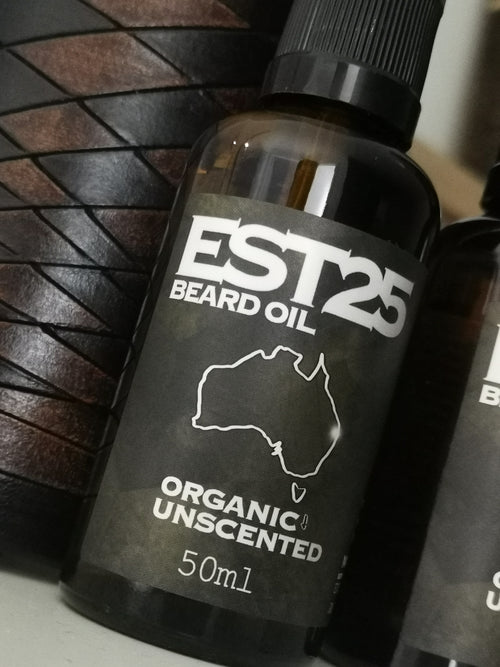 EST25
BEARD OIL
ORGANIC
UNSCENTED
50ml